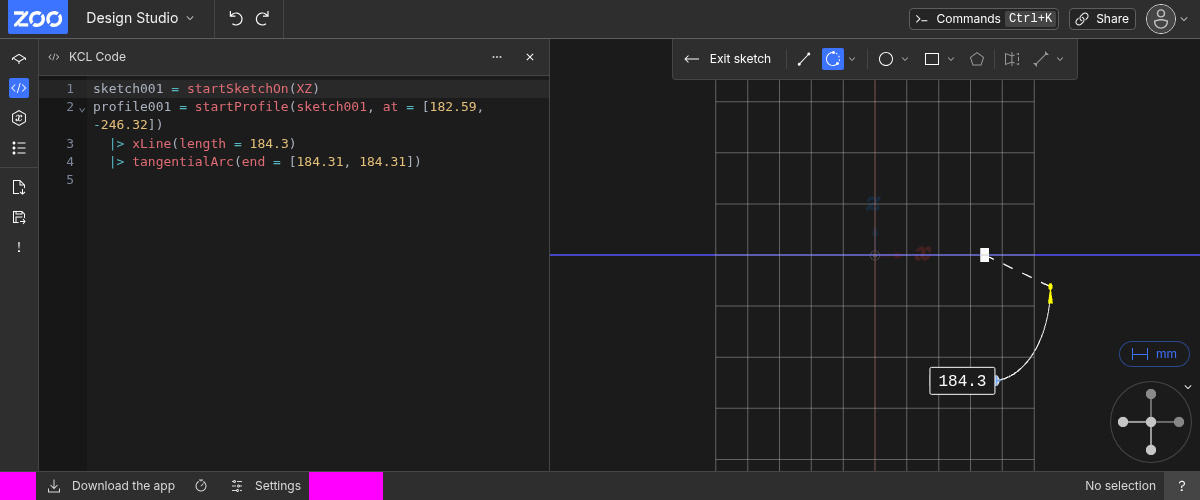 ZOO
Design Studio
Commands Ctrl+K
Share
KCL Code
Exit sketch
1 sketch001 = startSketchOn(XZ)
2 profile001 = startProfile(sketch001, at = [182.59,
-246.32])
3 |> xLine(length = 184.3)
4 |> tangentialArc(end = [184.31, 184.31])
5
z
x
184.3
mm
Download the app
Settings
No selection
?